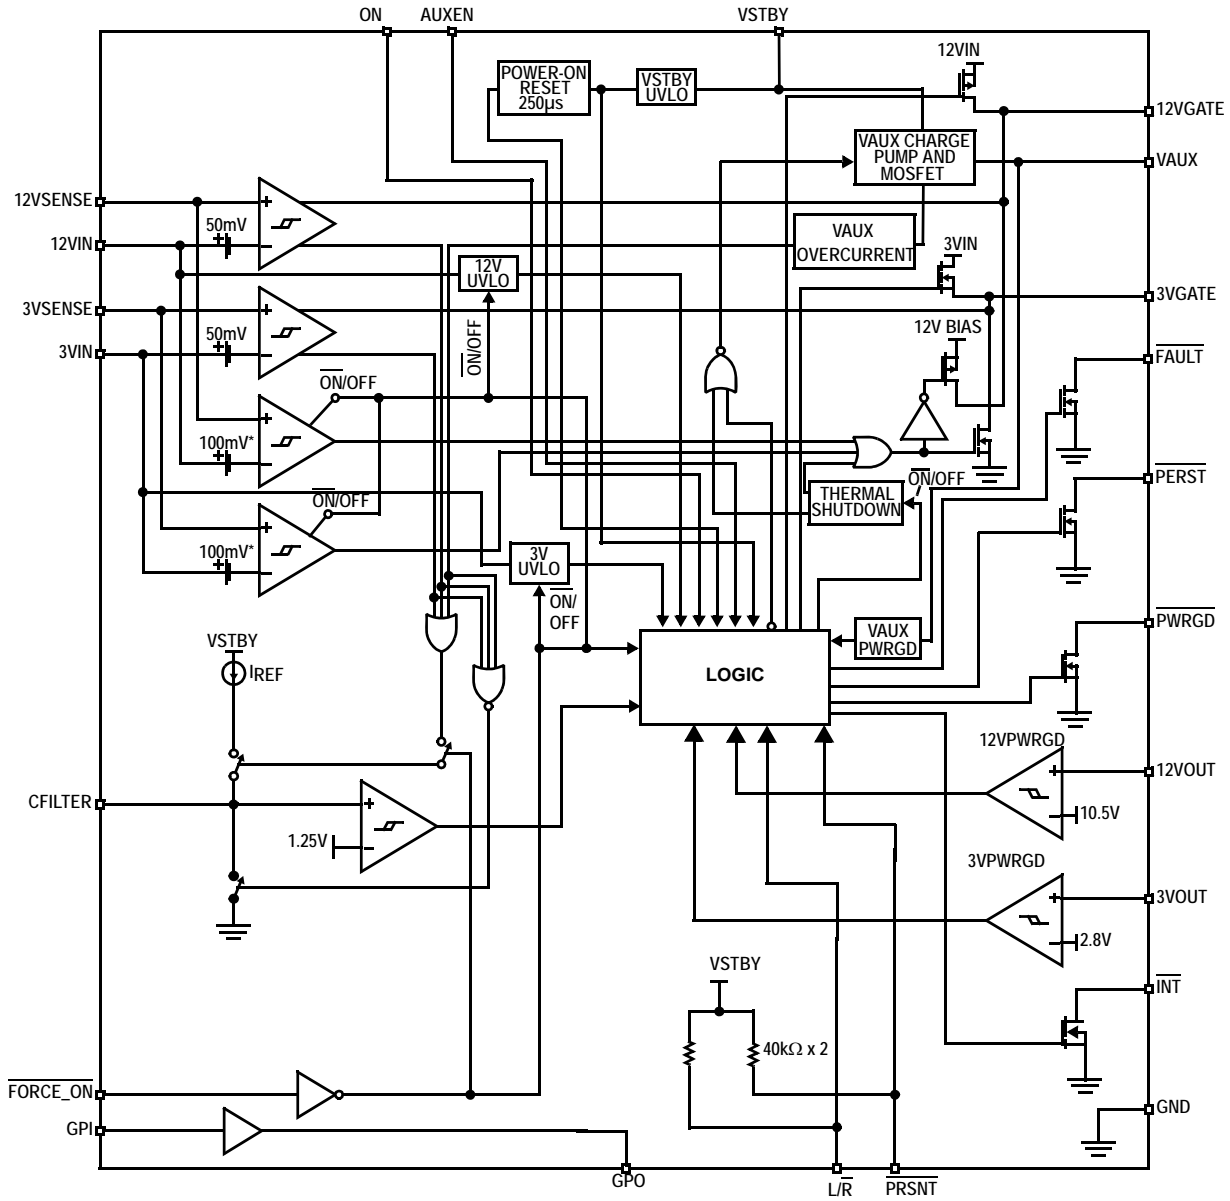 ON
AUXEN
VSTBY
POWER-ON
RESET
250µs
VSTBY
UVLO
12VIN
12VGATE
VAUX CHARGE
PUMP AND
MOSFET
VAUX
12VSENSE
50mV
+
-
12VIN
VAUX
OVERCURRENT
3VIN
12V
UVLO
3VSENSE
50mV
+
-
3VIN
ON/OFF
3VGATE
12V BIAS
FAULT
ON/OFF
100mV*
+
-
ON/OFF
THERMAL
SHUTDOWN
PERST
ON/OFF
100mV*
+
-
3V
UVLO
ON/
OFF
VSTBY
IREF
LOGIC
VAUX
PWRGD
PWRGD
12VPWRGD
12VOUT
+
-
10.5V
CFILTER
+
1.25V
-
3VPWRGD
3VOUT
+
-
2.8V
VSTBY
INT
40kΩ x 2
FORCE_ON
GPI
GND
GPO
L/R
PRSNT